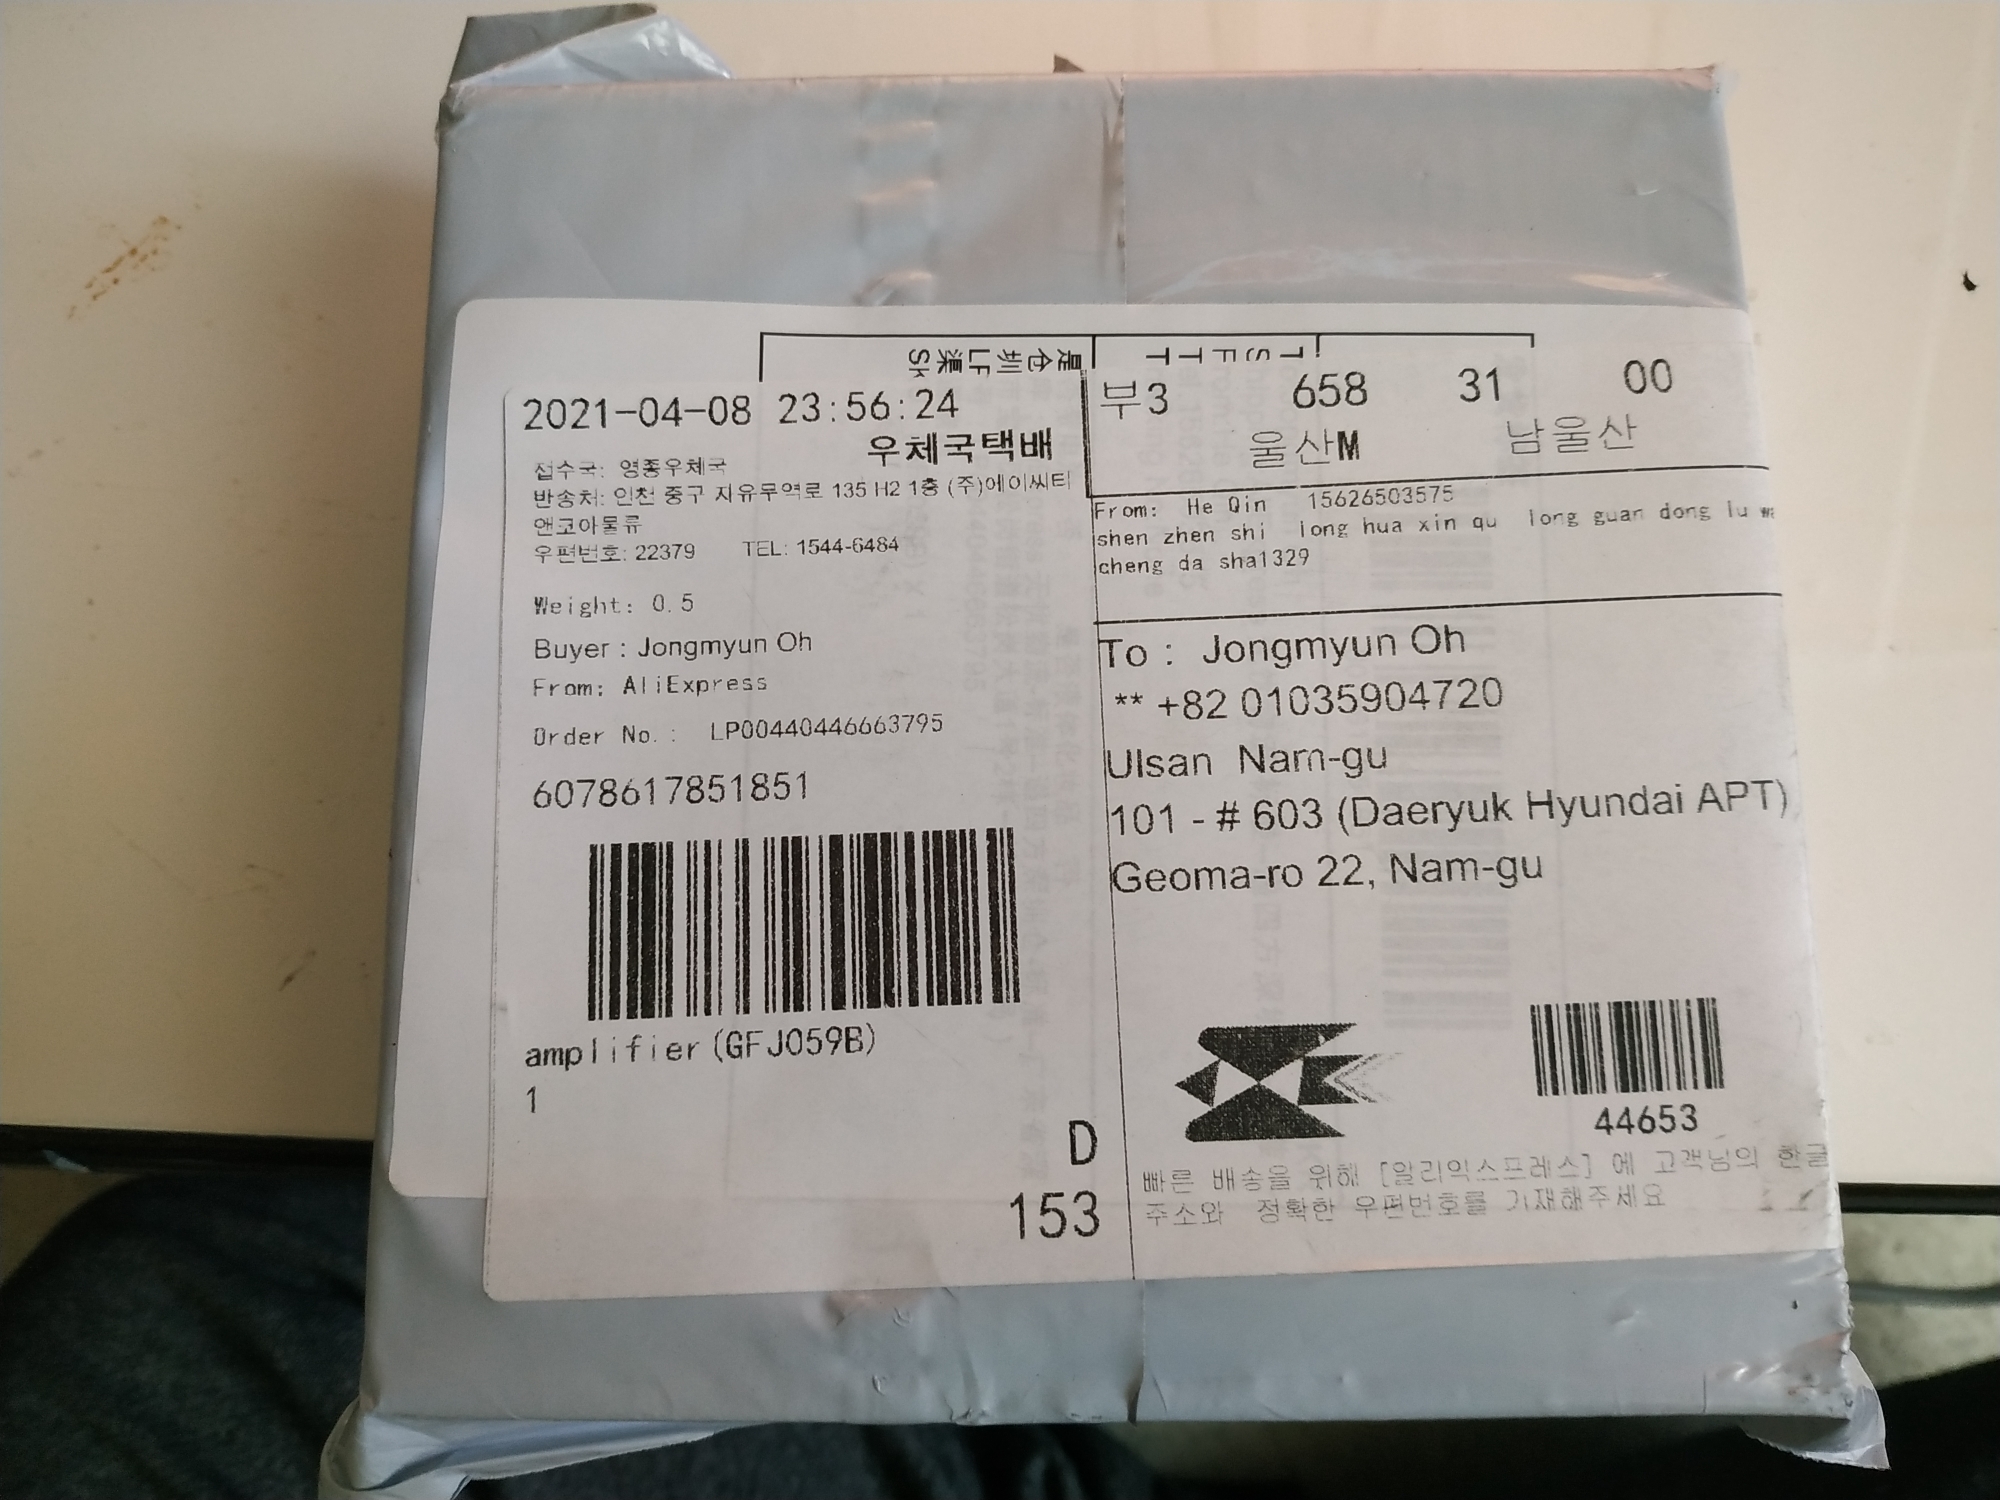 2021-04-08 23:56:24
우체국택배
접수국: 영종우체국
반송처: 인천 중구 자유무역로 135 H2 1층 (주)에이씨티
앤코아물류
우편번호: 22379 TEL: 1544-6484
Weight: 0.5
Buyer : Jongmyun Oh
From: AliExpress
Order No. : LP00440446663795
6078617851851
amplifier(GFJ059B)
1
D
153
부3 658 31 00
울산M 남울산
From: He Qin 15626503575
shen zhen shi long hua xin qu long guan dong lu
cheng da sha1329
To : Jongmyun Oh
** +82 01035904720
Ulsan Nam-gu
101 - # 603 (Daeryuk Hyundai APT)
Geoma-ro 22, Nam-gu
44653
빠른 배송을 위해 [알리익스프레스] 에 고객님의 한글
주소와 정확한 우편번호를 기재해주세요